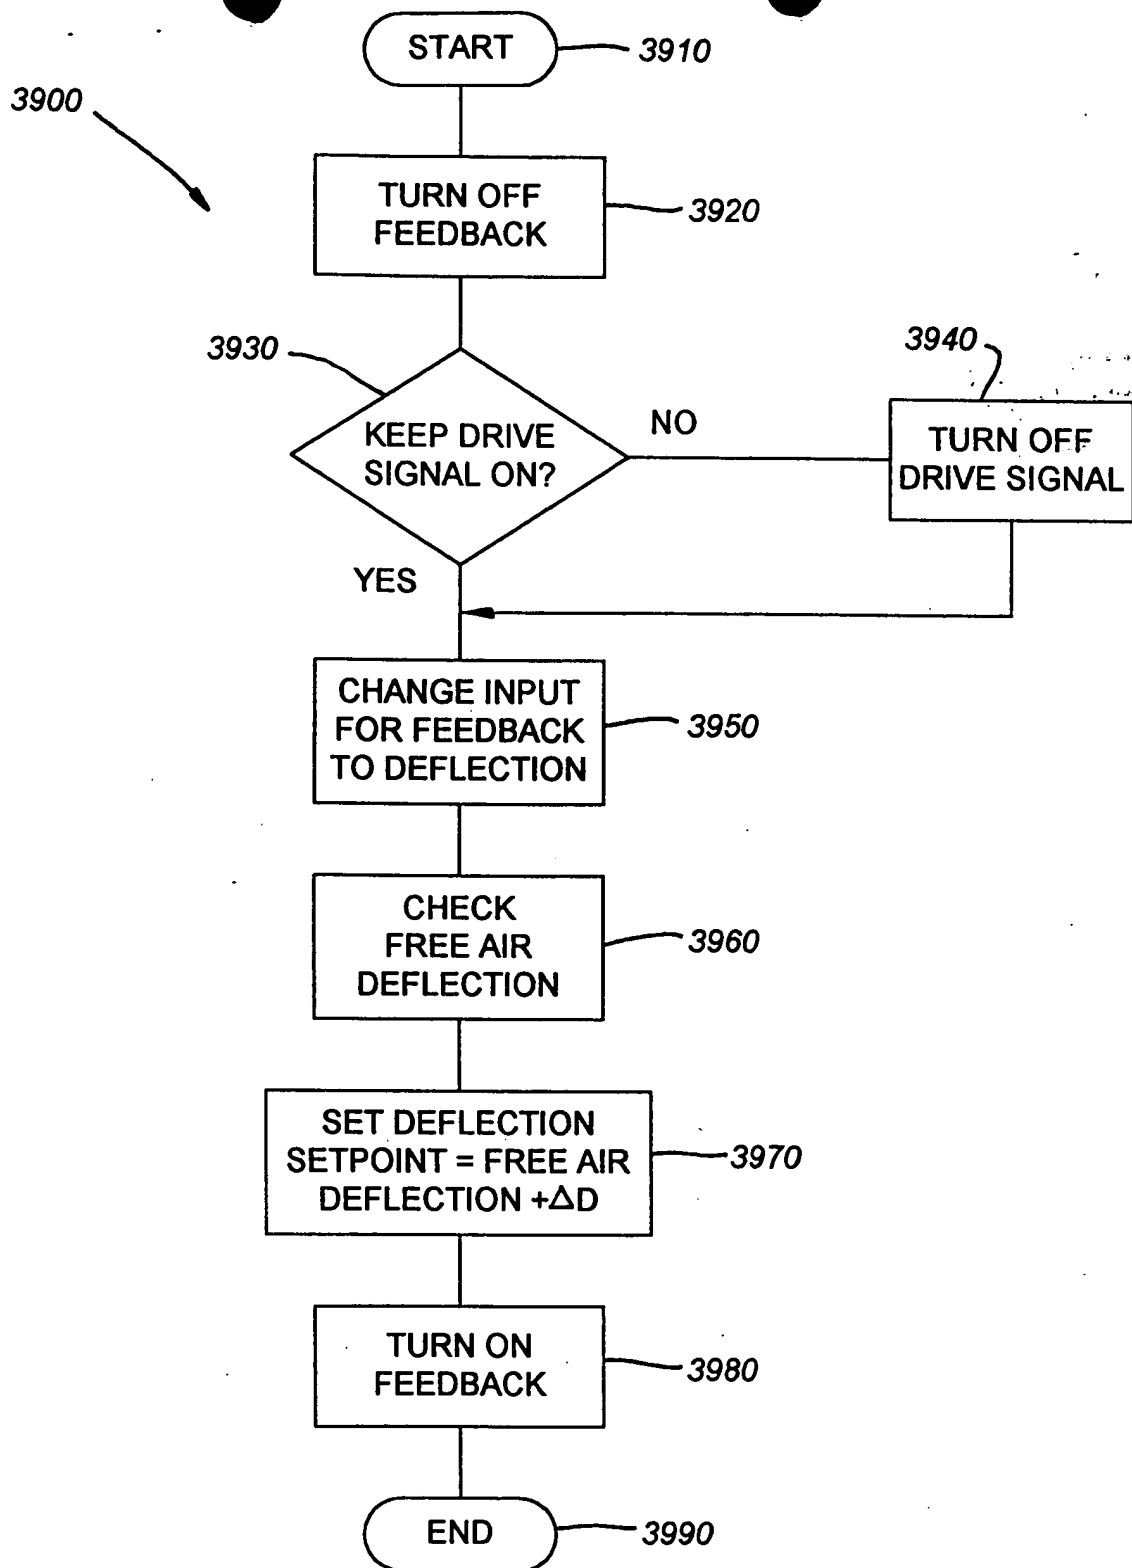 START
3910
3900
TURN OFF
FEEDBACK
3920
3930
KEEP DRIVE
SIGNAL ON?
NO
3940
TURN OFF
DRIVE SIGNAL
YES
CHANGE INPUT
FOR FEEDBACK
TO DEFLECTION
3950
CHECK
FREE AIR
DEFLECTION
3960
SET DEFLECTION
SETPOINT = FREE AIR
DEFLECTION +ΔD
3970
TURN ON
FEEDBACK
3980
END
3990